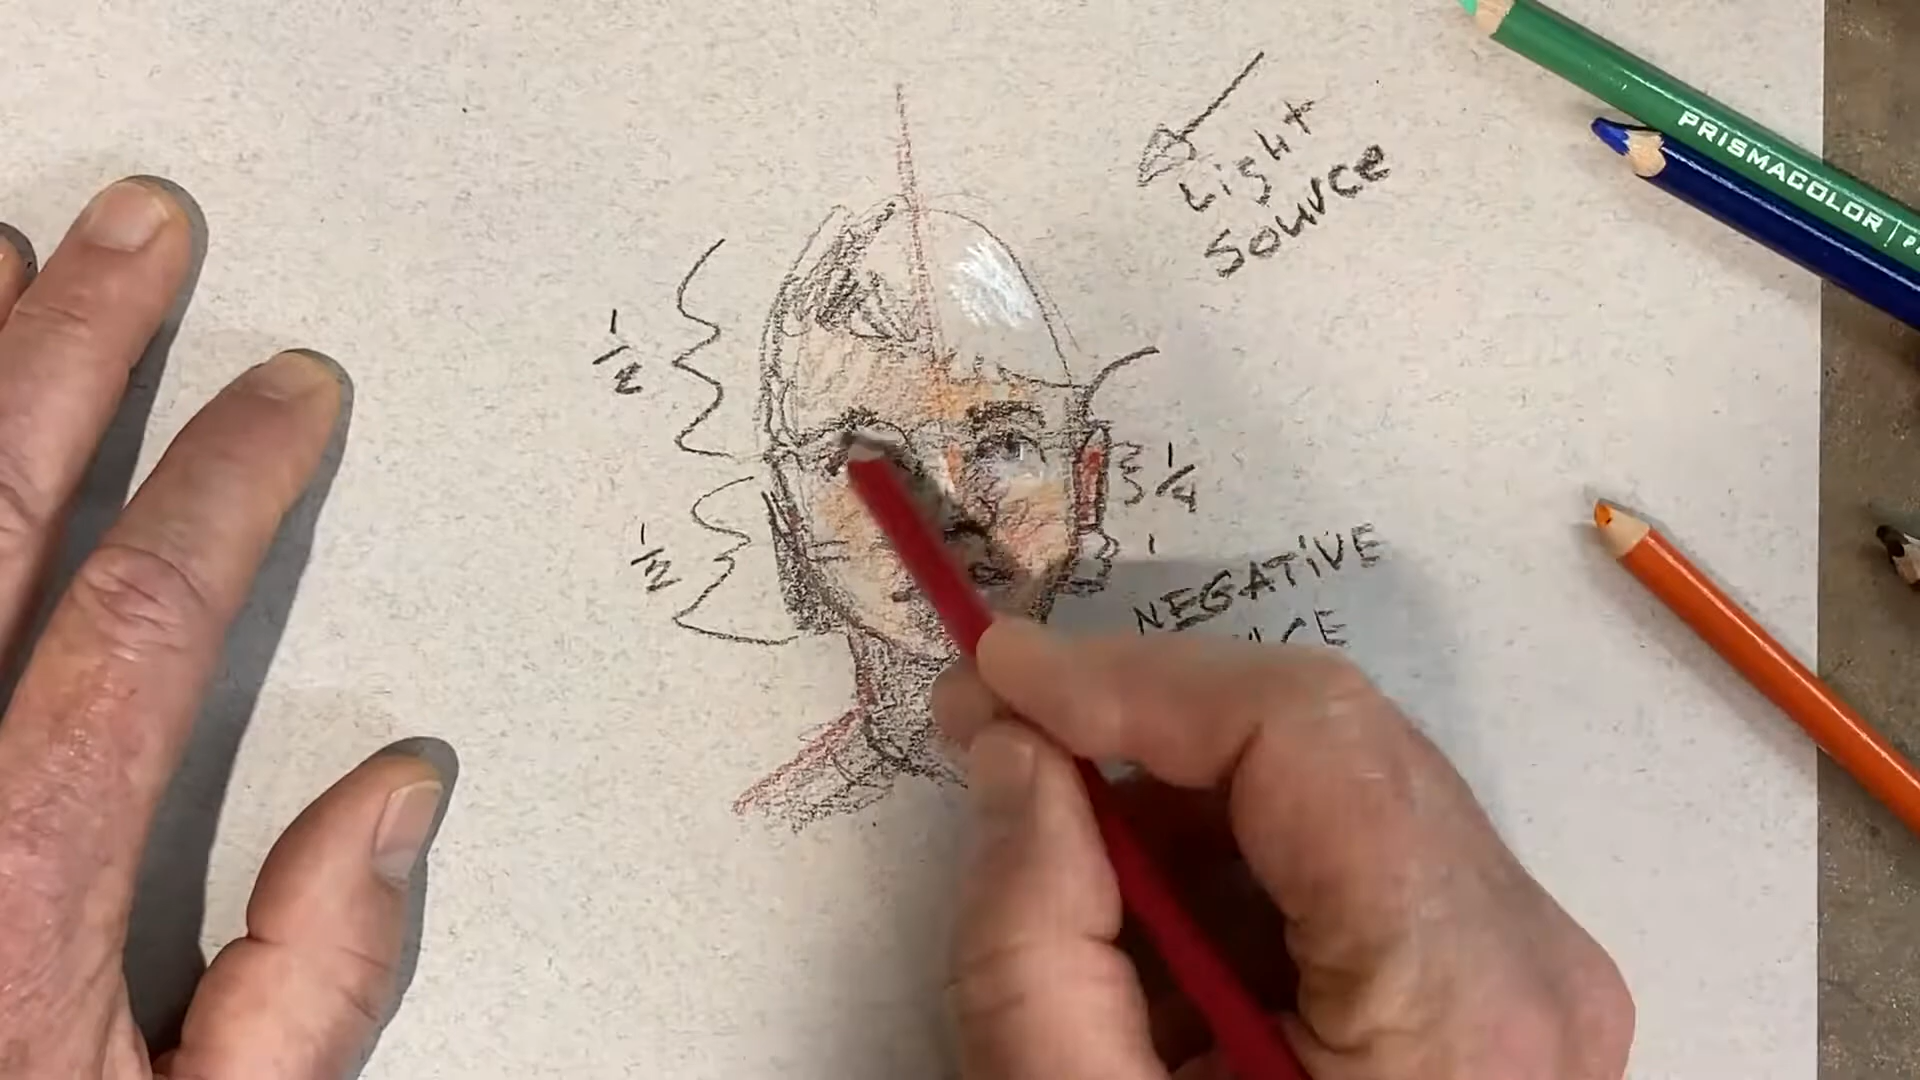 Light
Source
PRISMACOLOR
1/2
1/4
1/2
NEGATIVE